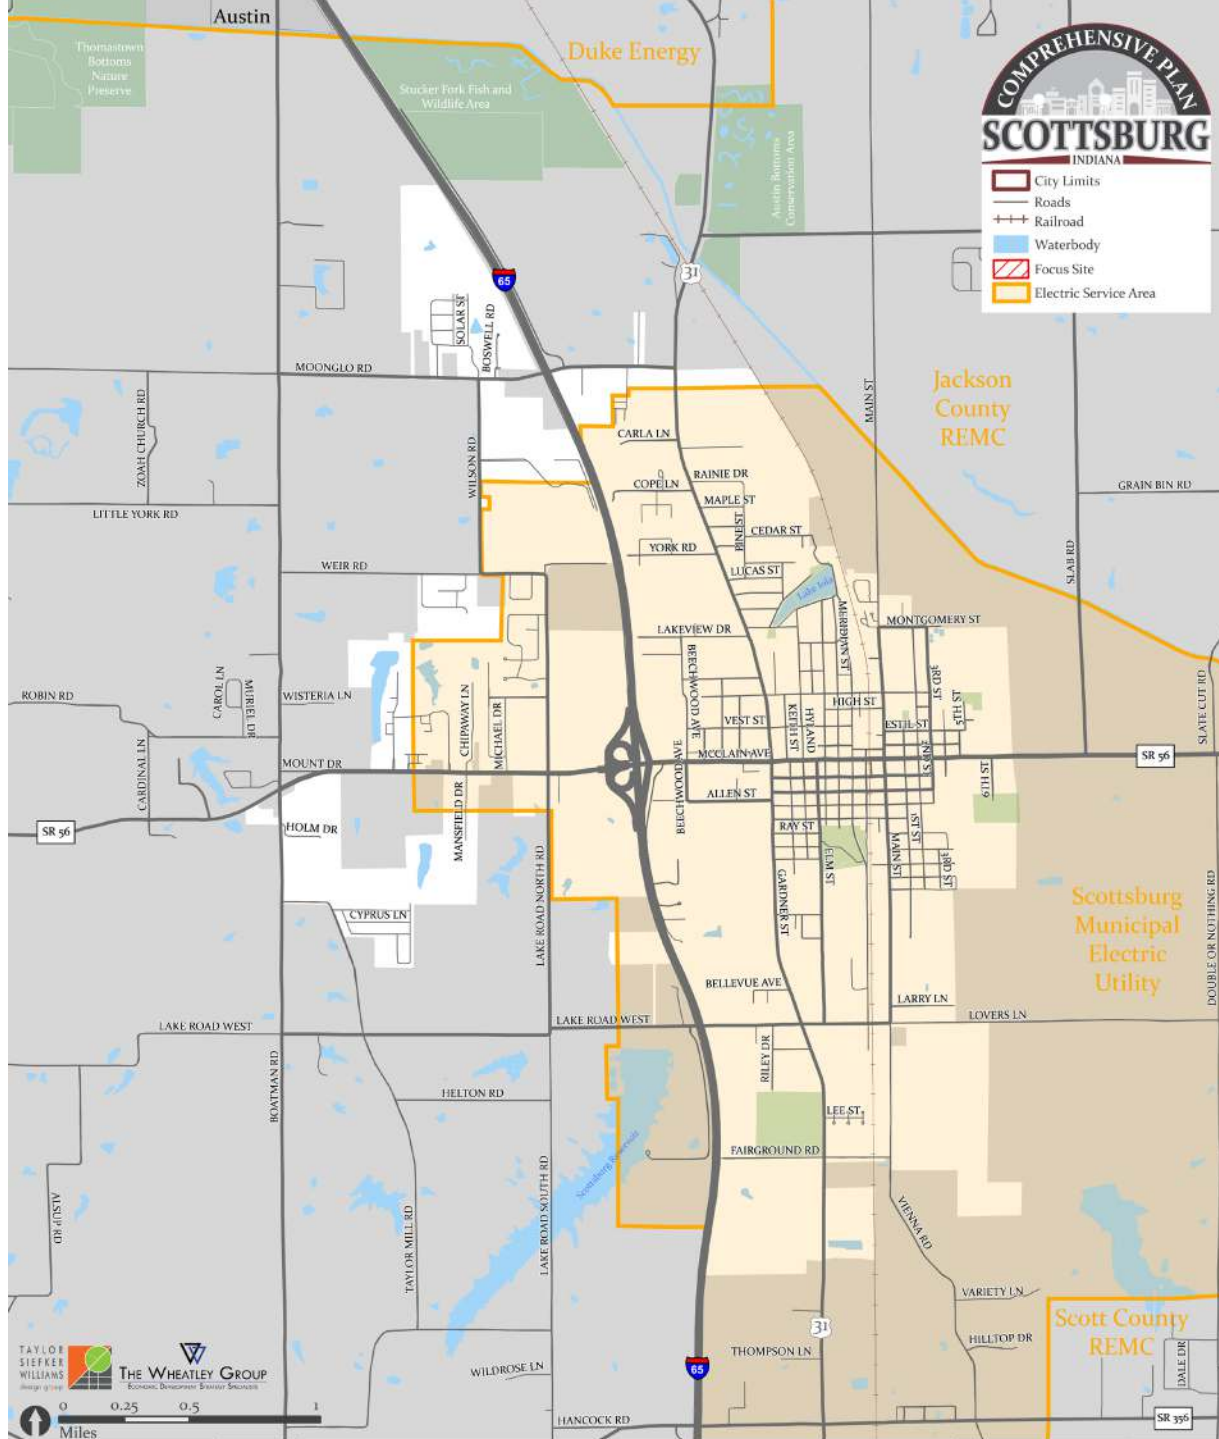 Austin
Thomastown
Bottoms
Nature
Preserve
Duke Energy
Stucker Fork Fish and
Wildlife Area
Austin Bottoms
Conservation Area
COMPREHENSIVE PLAN
SCOTTSBURG
INDIANA
City Limits
Roads
Railroad
Waterbody
Focus Site
Electric Service Area
31
65
SOLAR ST
BOSWELL RD
MOONGLO RD
ZOAH CHURCH RD
WILSON RD
MAIN ST
Jackson
County
REMC
CARLA LN
RAINIE DR
COPE LN
MAPLE ST
PINE ST
CEDAR ST
GRAIN BIN RD
LITTLE YORK RD
YORK RD
SLAB RD
WEIR RD
LUCAS ST
Lake Iola
MERIDIAN ST
MONTGOMERY ST
LAKEVIEW DR
BEECHWOOD AVE
3RD ST
5TH ST
CAROL LN
MURIEL DR
ROBIN RD
WISTERIA LN
CHIPAWAY LN
MICHAEL DR
SLATE CUT RD
HIGH ST
KEITH ST
HYLAND
VEST ST
ESTIL ST
2ND ST
CARDINAL LN
MOUNT DR
MCCLAIN AVE
SR 56
BEECHWOOD AVE
ALLEN ST
9TH ST
MANSFIELD DR
SR 56
HOLM DR
RAY ST
ELM ST
1ST ST
MAIN ST
3RD ST
LAKE ROAD NORTH RD
GARDNER ST
CYPRUS LN
Scottsburg
Municipal
Electric
Utility
DOUBLE OR NOTHING RD
BELLEVUE AVE
LARRY LN
LOVERS LN
LAKE ROAD WEST
LAKE ROAD WEST
RILEY DR
BOATMAN RD
HELTON RD
LEE ST
FAIRGROUND RD
Scottsburg Reservoir
ALSUP RD
TAYLOR MILL RD
LAKE ROAD SOUTH RD
VIENNA RD
VARIETY LN
Scott County
REMC
31
HILLTOP DR
DALE DR
THOMPSON LN
WILDROSE LN
65
HANCOCK RD
SR 356
TAYLOR
SIEFKER
WILLIAMS
design group
THE WHEATLEY GROUP
ECONOMIC DEVELOPMENT STRATEGY SPECIALISTS
0 0.25 0.5 1
Miles